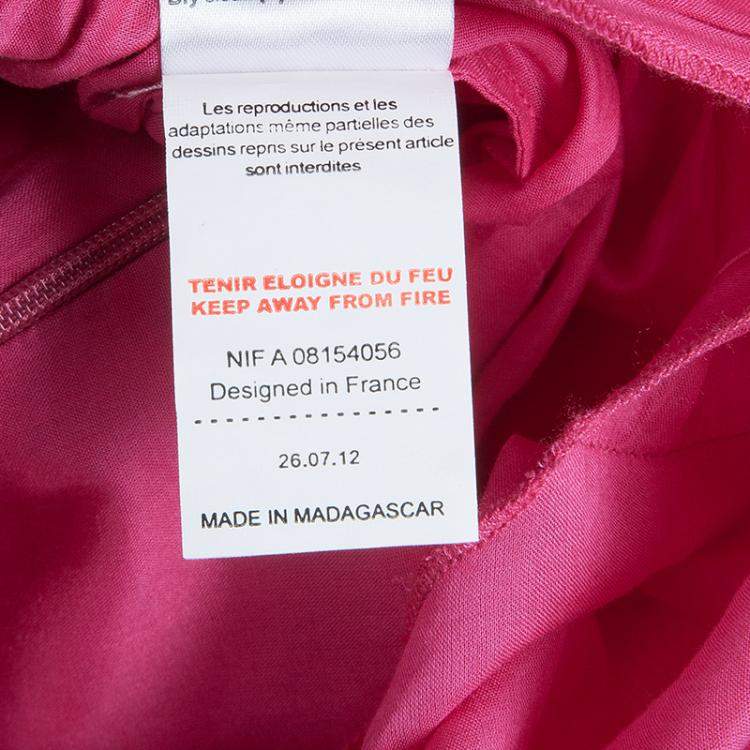 Les reproductions et les
adaptations même partielles des
dessins repris sur le présent article
sont interdites
TENIR ELOIGNE DU FEU
KEEP AWAY FROM FIRE
NIF A 08154056
Designed in France
26.07.12
MADE IN MADAGASCAR